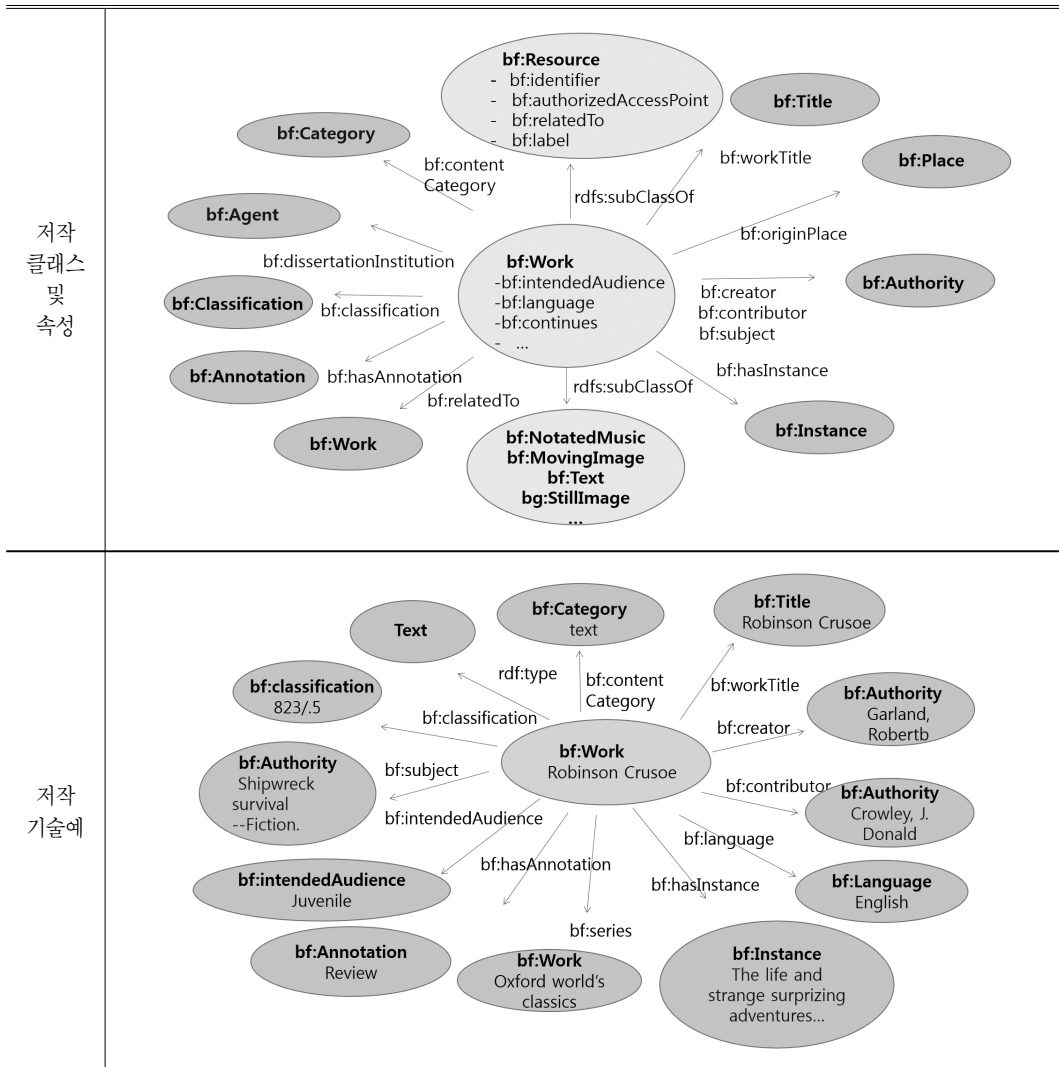 저작
클래스
및
속성
bf:Resource
- bf:identifier
- bf:authorizedAccessPoint
- bf:relatedTo
- bf:label
bf:Title
bf:Category
bf:workTitle
bf:Place
bf:content
Category
rdfs:subClassOf
bf:Agent
bf:originPlace
bf:dissertationInstitution
bf:Work
-bf:intendedAudience
-bf:language
-bf:continues
- ...
bf:Authority
bf:creator
bf:contributor
bf:subject
bf:Classification
bf:classification
bf:Annotation
bf:hasAnnotation
bf:hasInstance
rdfs:subClassOf
bf:relatedTo
bf:Work
bf:Instance
bf:NotatedMusic
bf:MovingImage
bf:Text
bg:StillImage
...
저작
기술예
bf:Category
text
bf:Title
Robinson Crusoe
Text
rdf:type
bf:content
Category
bf:workTitle
bf:classification
823/.5
bf:Authority
Garland,
Robertb
bf:classification
bf:creator
bf:Work
Robinson Crusoe
bf:Authority
Shipwreck
survival
--Fiction.
bf:subject
bf:contributor
bf:Authority
Crowley, J.
Donald
bf:intendedAudience
bf:language
bf:hasAnnotation
bf:hasInstance
bf:intendedAudience
Juvenile
bf:Language
English
bf:series
bf:Annotation
Review
bf:Work
Oxford world's
classics
bf:Instance
The life and
strange surprizing
adventures...